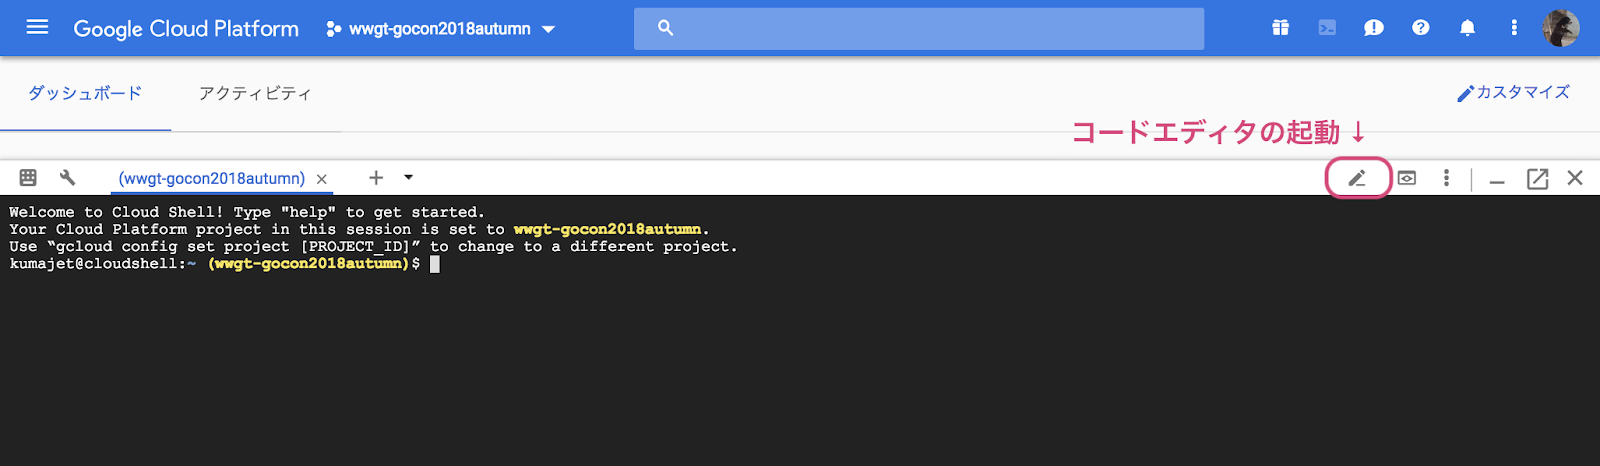 Google Cloud Platform
wwgt-gocon2018autumn
ダッシュボード
アクティビティ
カスタマイズ
コードエディタの起動 ↓
(wwgt-gocon2018autumn)
Welcome to Cloud Shell! Type "help" to get started.
Your Cloud Platform project in this session is set to wwgt-gocon2018autumn.
Use “gcloud config set project [PROJECT_ID]” to change to a different project.
kumajet@cloudshell:~ (wwgt-gocon2018autumn)$